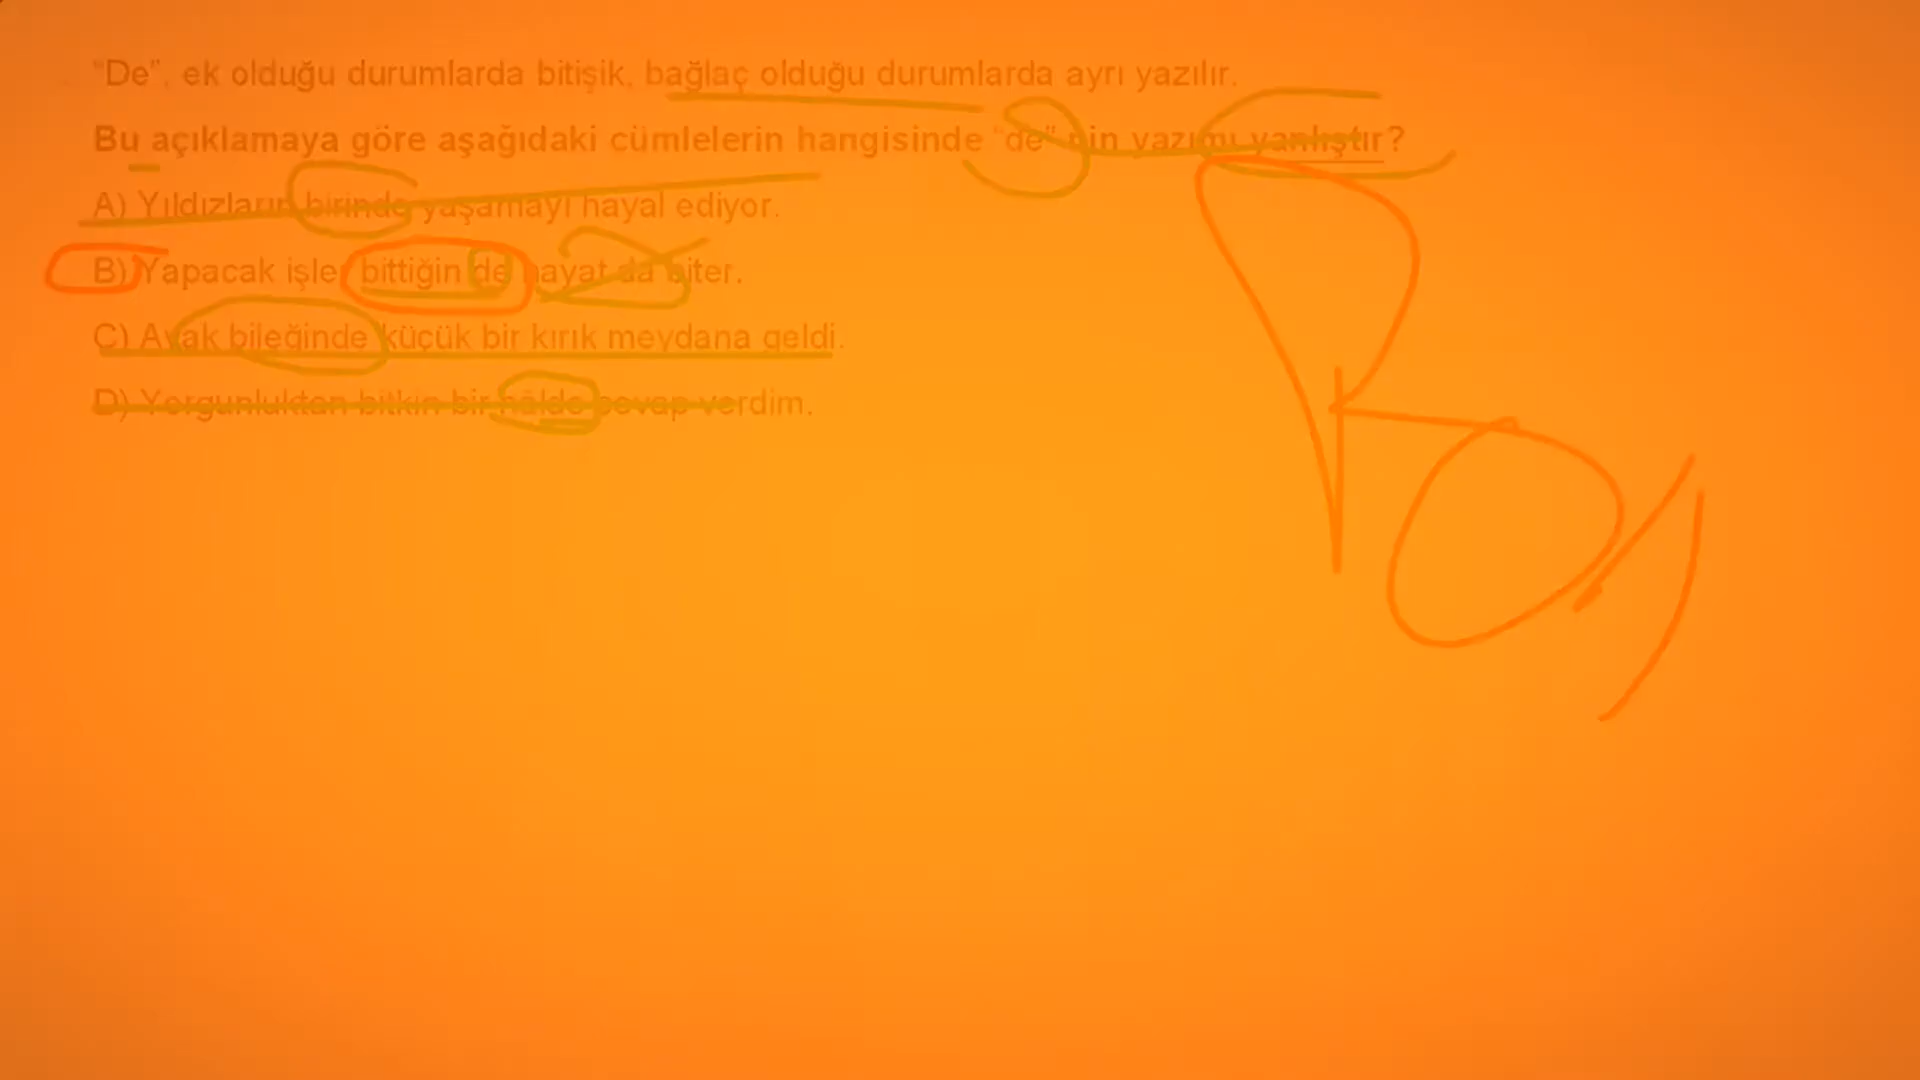 "De", ek olduğu durumlarda bitişik, bağlaç olduğu durumlarda ayrı yazılır.
Bu açıklamaya göre aşağıdaki cümlelerin hangisinde "de" nin yazımı yanlıştır?
A) Yıldızların birinde yaşamayı hayal ediyor.
B) Yapacak işler bittiğin de hayat da biter.
C) Ayak bileğinde küçük bir kırık meydana geldi.
D) Yorgunluktan bitkin bir hâlde cevap verdim.